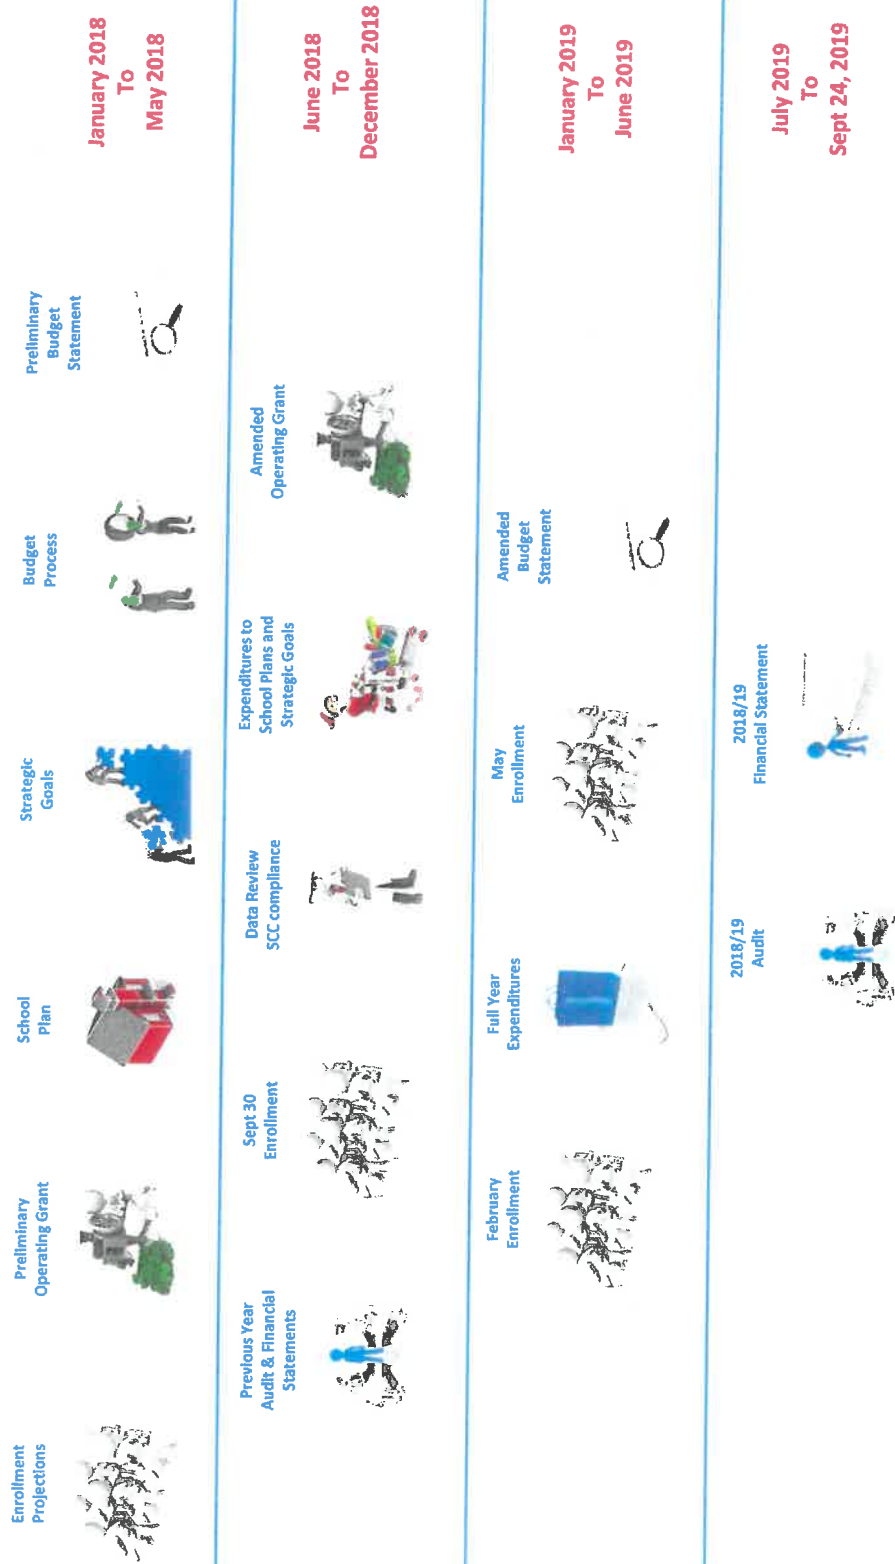 Enrollment
Projections
Preliminary
Operating Grant
School
Plan
Strategic
Goals
Budget
Process
Preliminary
Budget
Statement
January 2018
To
May 2018
Previous Year
Audit & Financial
Statements
Sept 30
Enrollment
Data Review
SCC compliance
Expenditures to
School Plans and
Strategic Goals
Amended
Operating Grant
June 2018
To
December 2018
February
Enrollment
Full Year
Expenditures
May
Enrollment
Amended
Budget
Statement
January 2019
To
June 2019
2018/19
Audit
2018/19
Financial Statement
July 2019
To
Sept 24, 2019